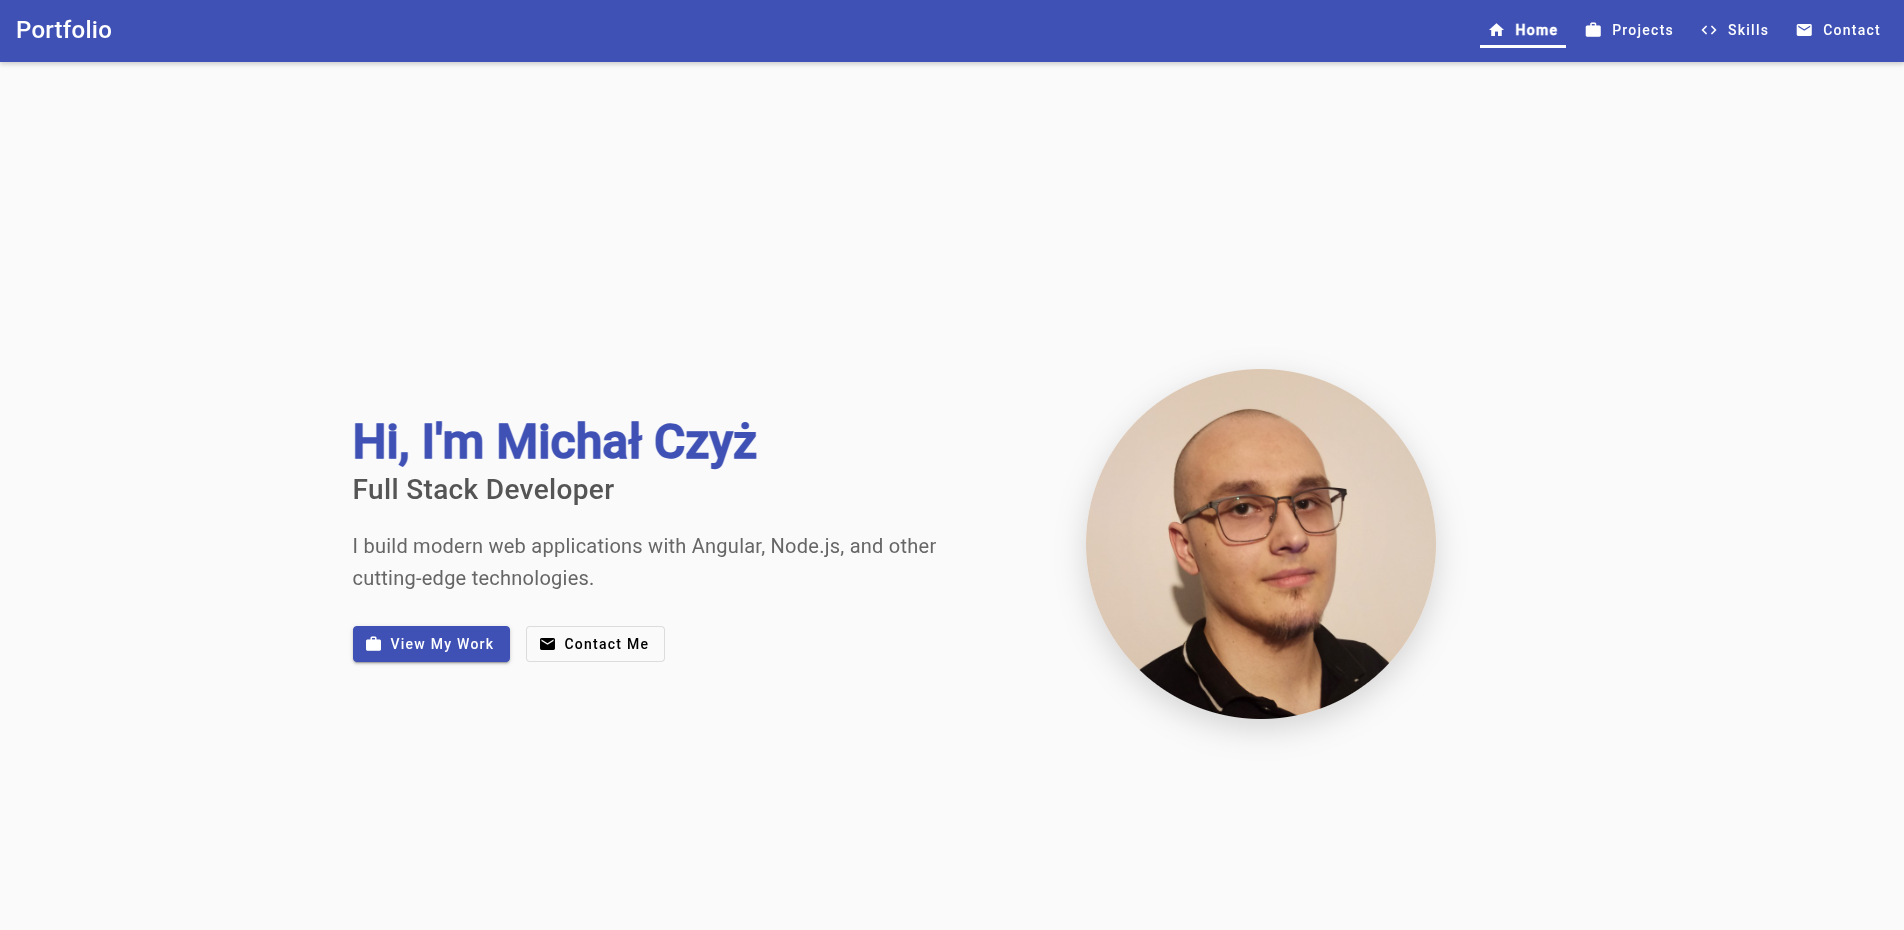 Portfolio
Home
Projects
Skills
Contact
Hi, I'm Michał Czyż
Full Stack Developer
I build modern web applications with Angular, Node.js, and other
cutting-edge technologies.
View My Work
Contact Me